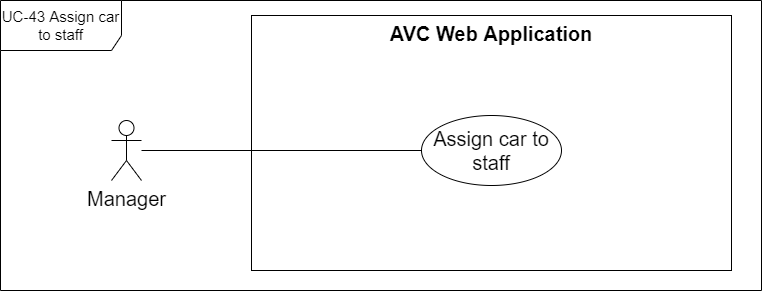 UC-43 Assign car
to staff
AVC Web Application
Assign car to
staff
Manager